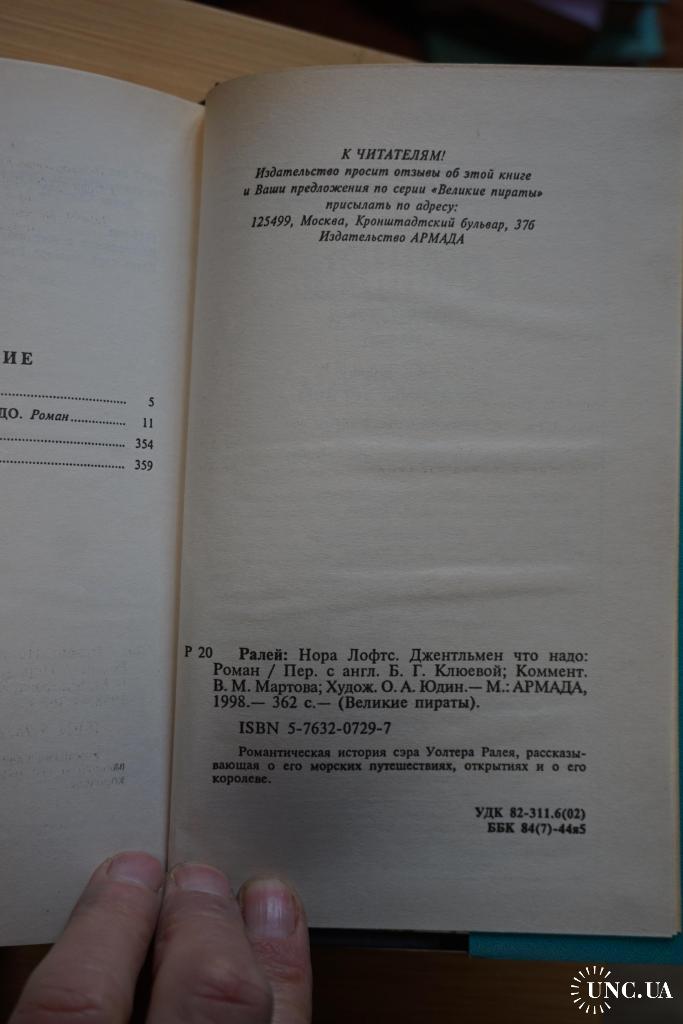 ИЕ
5
ДО. Роман 11
354
359
К ЧИТАТЕЛЯМ!
Издательство просит отзывы об этой книге
и Ваши предложения по серии «Великие пираты»
присылать по адресу:
125499, Москва, Кронштадтский бульвар, 37б
Издательство АРМАДА
Р 20 Ралей: Нора Лофтс. Джентльмен что надо:
Роман / Пер. с англ. Б. Г. Клюевой; Коммент.
В. М. Мартова; Худож. О. А. Юдин.— М.: АРМАДА,
1998.— 362 с.— (Великие пираты).
ISBN 5-7632-0729-7
Романтическая история сэра Уолтера Ралея, рассказы-
вающая о его морских путешествиях, открытиях и о его
королеве.
УДК 82-311.6(02)
ББК 84(7)-44я5
UNC.UA